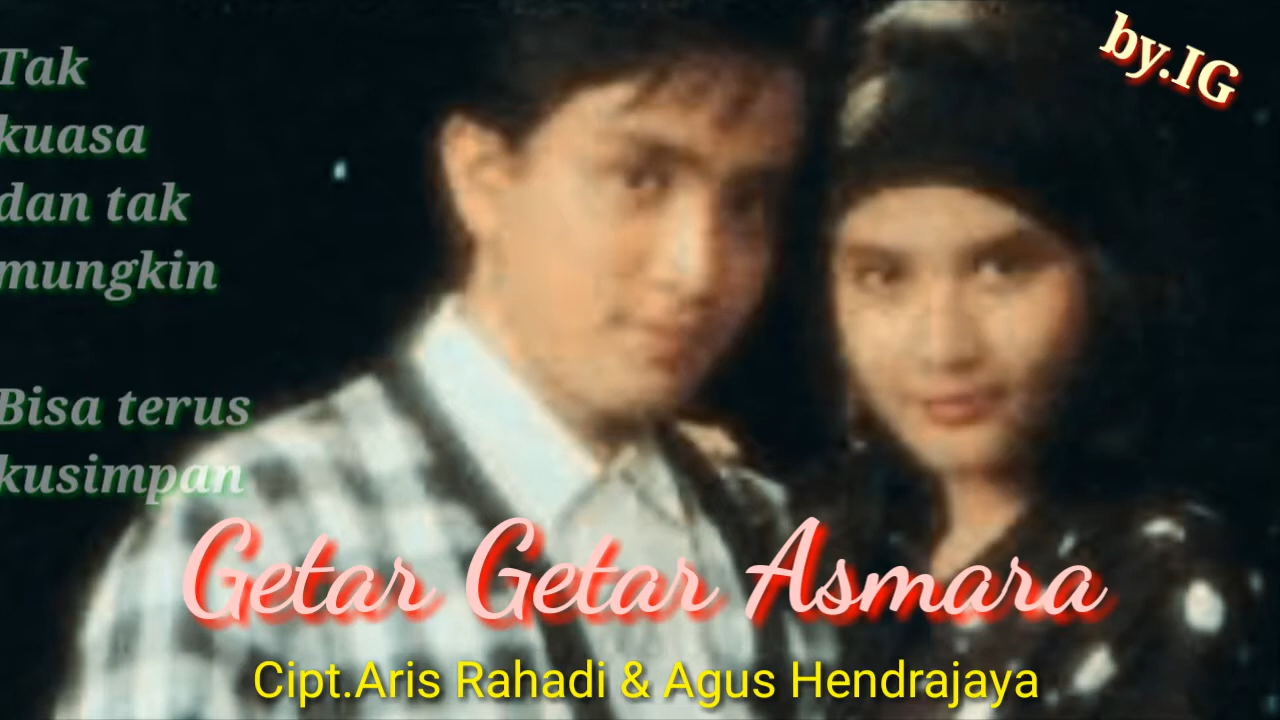 by.IG
Tak
kuasa
dan tak
mungkin
Bisa terus
kusimpan
Getar Getar Asmara
Cipt.Aris Rahadi & Agus Hendrajaya